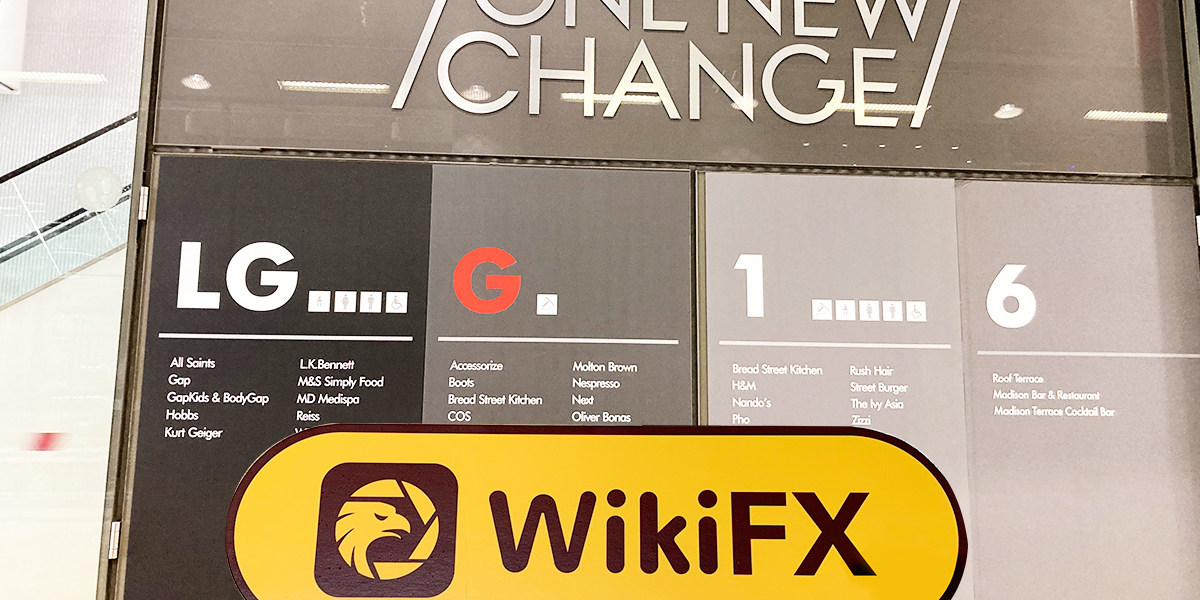 ONE NEW
CHANGE
LG
All Saints
Gap
GapKids & BodyGap
Hobbs
Kurt Geiger
L.K.Bennett
M&S Simply Food
MD Medispa
Reiss
G
Accessorize
Boots
Bread Street Kitchen
COS
Molton Brown
Nespresso
Next
Oliver Bonas
1
Bread Street Kitchen
H&M
Nando's
Pho
Rush Hair
Street Burger
The Ivy Asia
Zizzi
6
Roof Terrace
Madison Bar & Restaurant
Madison Terrace Cocktail Bar
WikiFX